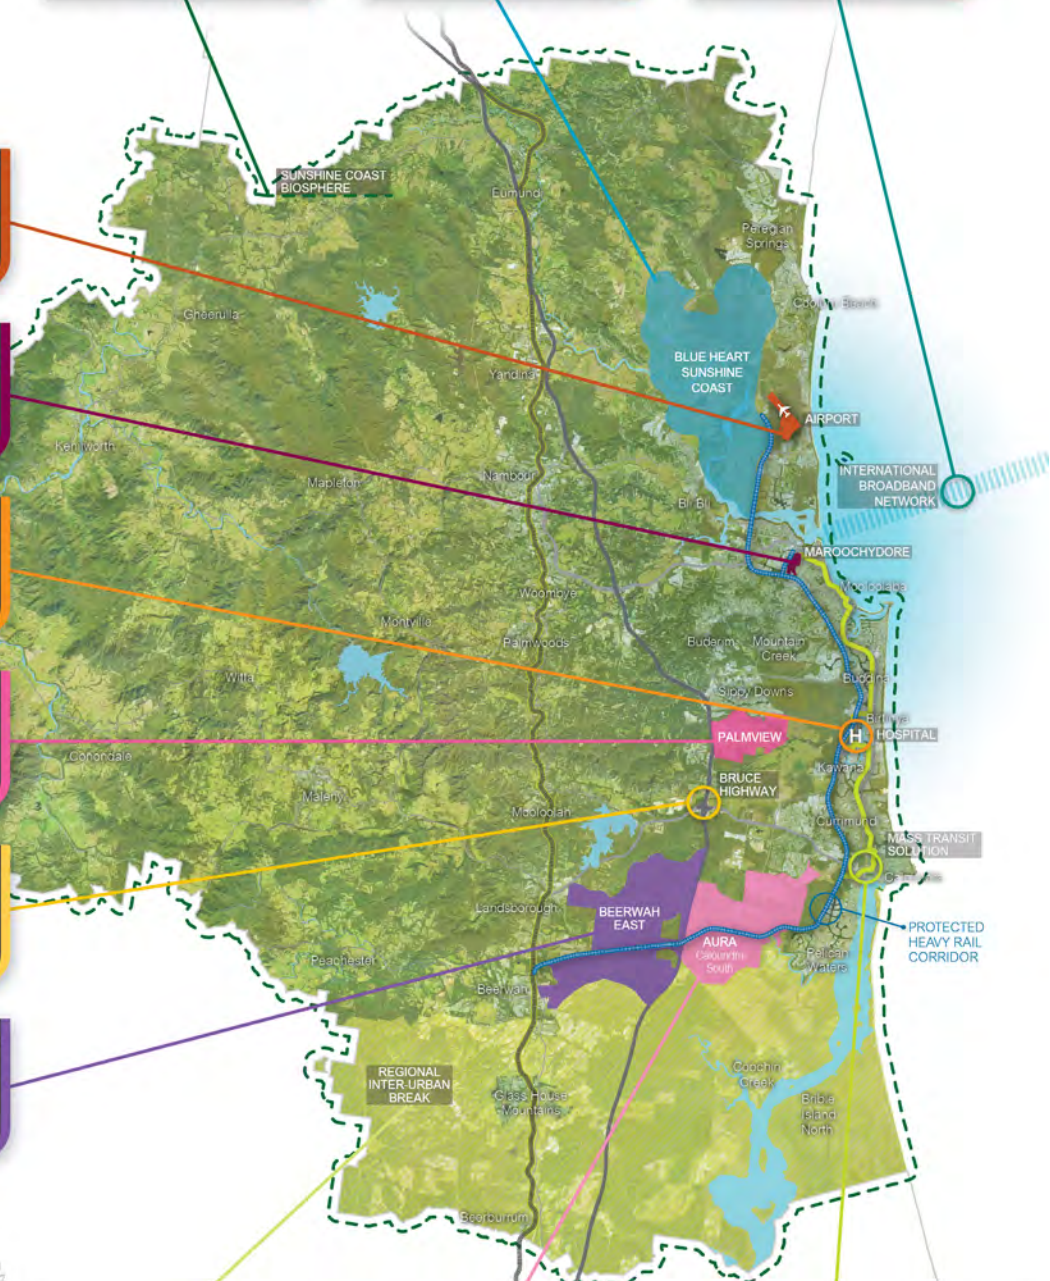 SUNSHINE COAST
BIOSPHERE
Eumundi
Peregian
Springs
Coolum Beach
Gheerulla
BLUE HEART
SUNSHINE
COAST
Yandina
AIRPORT
Kenilworth
Mapleton
Nambour
INTERNATIONAL
BROADBAND
NETWORK
Bli Bli
MAROOCHYDORE
Mooloolaba
Woombye
Montville
Palmwoods
Buderim
Mountain
Creek
Witta
Buddina
Sippy Downs
Birtinya
PALMVIEW
H
HOSPITAL
Conondale
Kawana
BRUCE
HIGHWAY
Maleny
Mooloolah
Currimundi
MASS TRANSIT
SOLUTION
Caloundra
Landsborough
BEERWAH
EAST
PROTECTED
HEAVY RAIL
CORRIDOR
AURA
Caloundra
South
Peachester
Pelican
Waters
Beerwah
REGIONAL
INTER-URBAN
BREAK
Coochin
Creek
Glass House
Mountains
Bribie
Island
North
Beerburrum